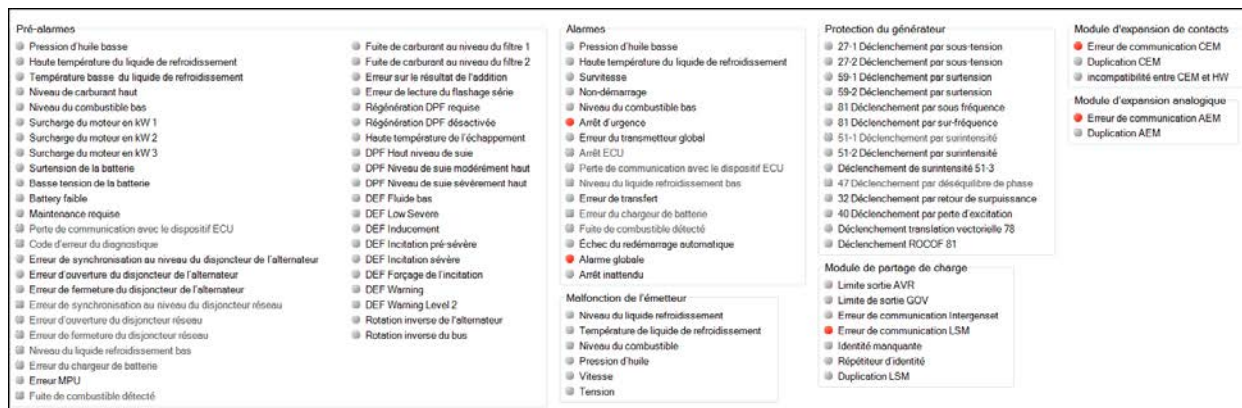 Pré-alarmes
Pression d'huile basse
Haute température du liquide de refroidissement
Température basse du liquide de refroidissement
Niveau de carburant haut
Niveau du combustible bas
Surcharge du moteur en kW 1
Surcharge du moteur en kW 2
Surcharge du moteur en kW 3
Surtension de la batterie
Basse tension de la batterie
Battery faible
Maintenance requise
Perte de communication avec le dispositif ECU
Code d'erreur du diagnostique
Erreur de synchronisation au niveau du disjoncteur de l'alternateur
Erreur d'ouverture du disjoncteur de l'alternateur
Erreur de fermeture du disjoncteur de l'alternateur
Erreur de synchronisation au niveau du disjoncteur réseau
Erreur d'ouverture du disjoncteur réseau
Erreur de fermeture du disjoncteur réseau
Niveau du liquide refroidissement bas
Erreur du chargeur de batterie
Erreur MPU
Fuite de combustible détecté
Fuite de carburant au niveau du filtre 1
Fuite de carburant au niveau du filtre 2
Erreur sur le résultat de l'addition
Erreur de lecture du flashage série
Régénération DPF requise
Régénération DPF désactivée
Haute température de l'échappement
DPF Haut niveau de suie
DPF Niveau de suie modérément haut
DPF Niveau de suie sévèrement haut
DEF Fluide bas
DEF Low Severe
DEF Inducement
DEF Incitation pré-sévère
DEF Incitation sévère
DEF Forçage de l'incitation
DEF Warning
DEF Warning Level 2
Rotation inverse de l'alternateur
Rotation inverse du bus
Alarmes
Pression d'huile basse
Haute température du liquide de refroidissement
Survitesse
Non-démarrage
Niveau du combustible bas
Arrêt d'urgence
Erreur du transmetteur global
Arrêt ECU
Perte de communication avec le dispositif ECU
Niveau du liquide refroidissement bas
Erreur de transfert
Erreur du chargeur de batterie
Fuite de combustible détecté
Échec du redémarrage automatique
Alarme globale
Arrêt inattendu
Malfonction de l'émetteur
Niveau du liquide refroidissement
Température de liquide de refroidissement
Niveau du combustible
Pression d'huile
Vitesse
Tension
Protection du générateur
27-1 Déclenchement par sous-tension
27-2 Déclenchement par sous-tension
59-1 Déclenchement par surtension
59-2 Déclenchement par surtension
81 Déclenchement par sous fréquence
81 Déclenchement par sur-fréquence
51-1 Déclenchement par surintensité
51-2 Déclenchement par surintensité
Déclenchement de surintensité 51-3
47 Déclenchement par déséquilibre de phase
32 Déclenchement par retour de surpuissance
40 Déclenchement par perte d'excitation
Déclenchement translation vectorielle 78
Déclenchement ROCOF 81
Module de partage de charge
Limite sortie AVR
Limite de sortie GOV
Erreur de communication Intergenset
Erreur de communication LSM
Identité manquante
Répétiteur d'identité
Duplication LSM
Module d'expansion de contacts
Erreur de communication CEM
Duplication CEM
incompatibilité entre CEM et HW
Module d'expansion analogique
Erreur de communication AEM
Duplication AEM